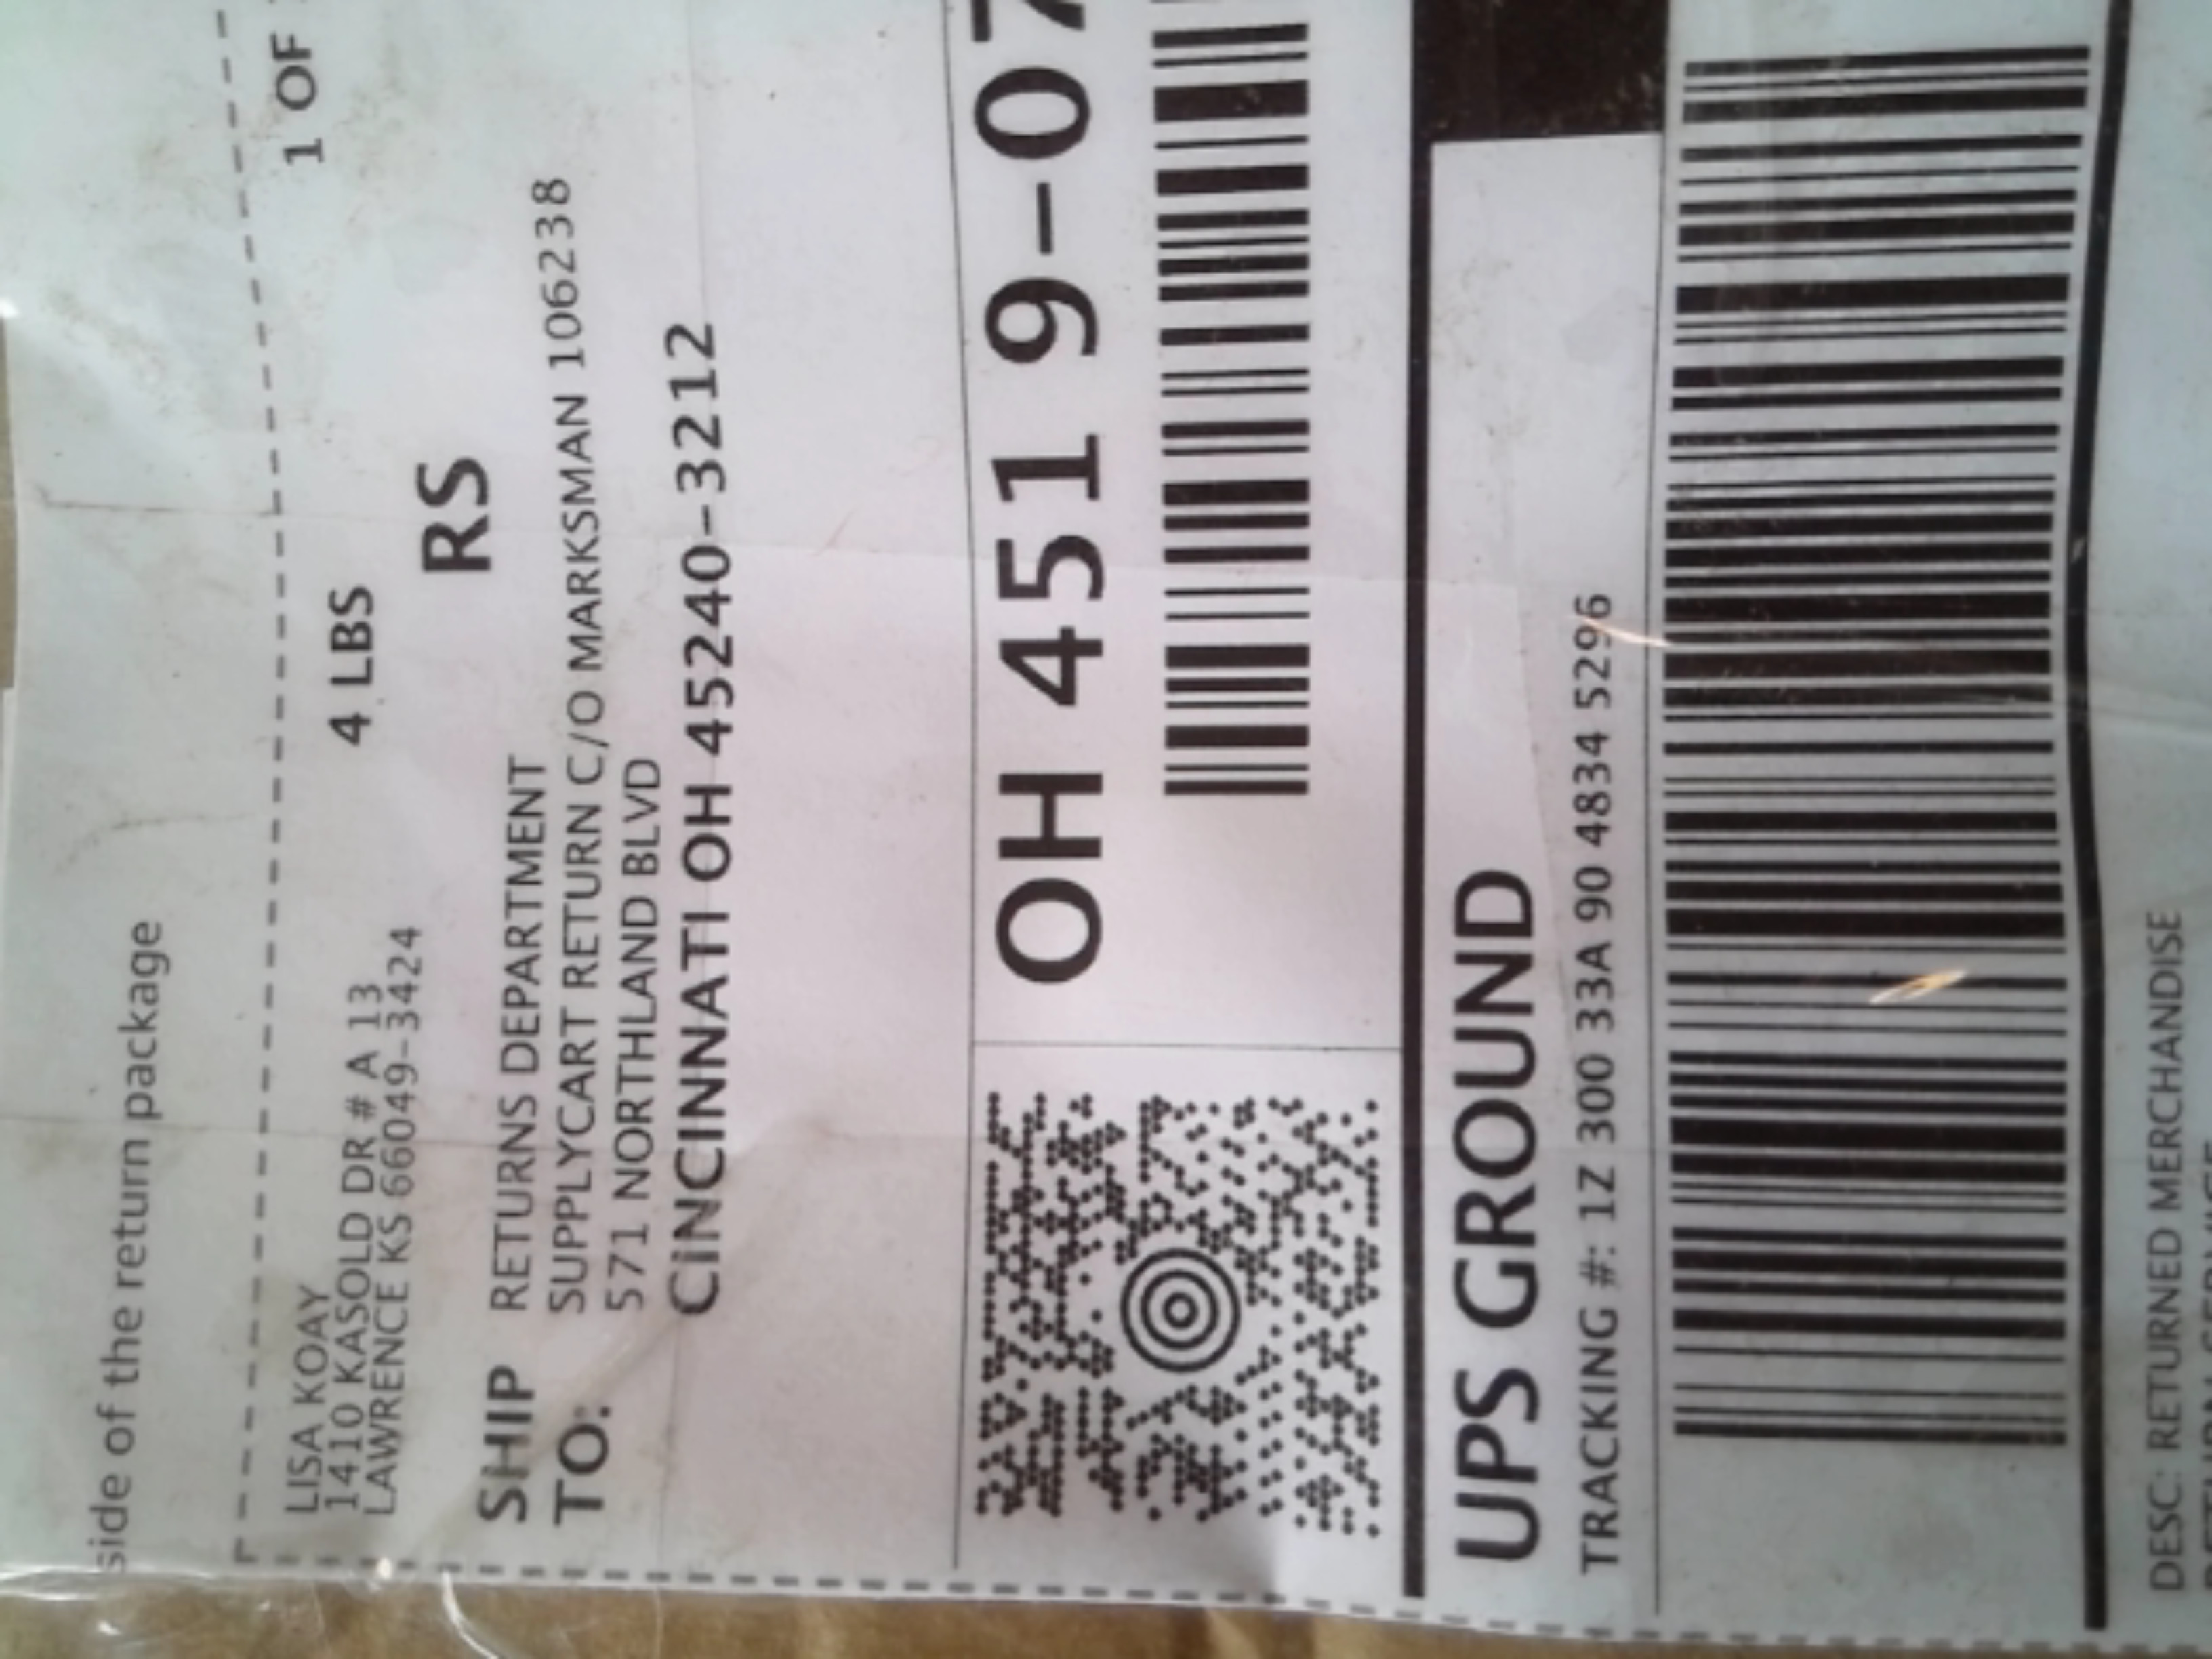 side of the return package
LISA KOAY
1410 KASOLD DR # A 13
LAWRENCE KS 66049-3424
4 LBS
1 OF
RS
SHIP
TO:
RETURNS DEPARTMENT
SUPPLYCART RETURN C/O MARKSMAN 106238
571 NORTHLAND BLVD
CINCINNATI OH 45240-3212
OH 451 9-07
UPS GROUND
TRACKING #: 1Z 300 33A 90 4834 5296
DESC: RETURNED MERCHANDISE